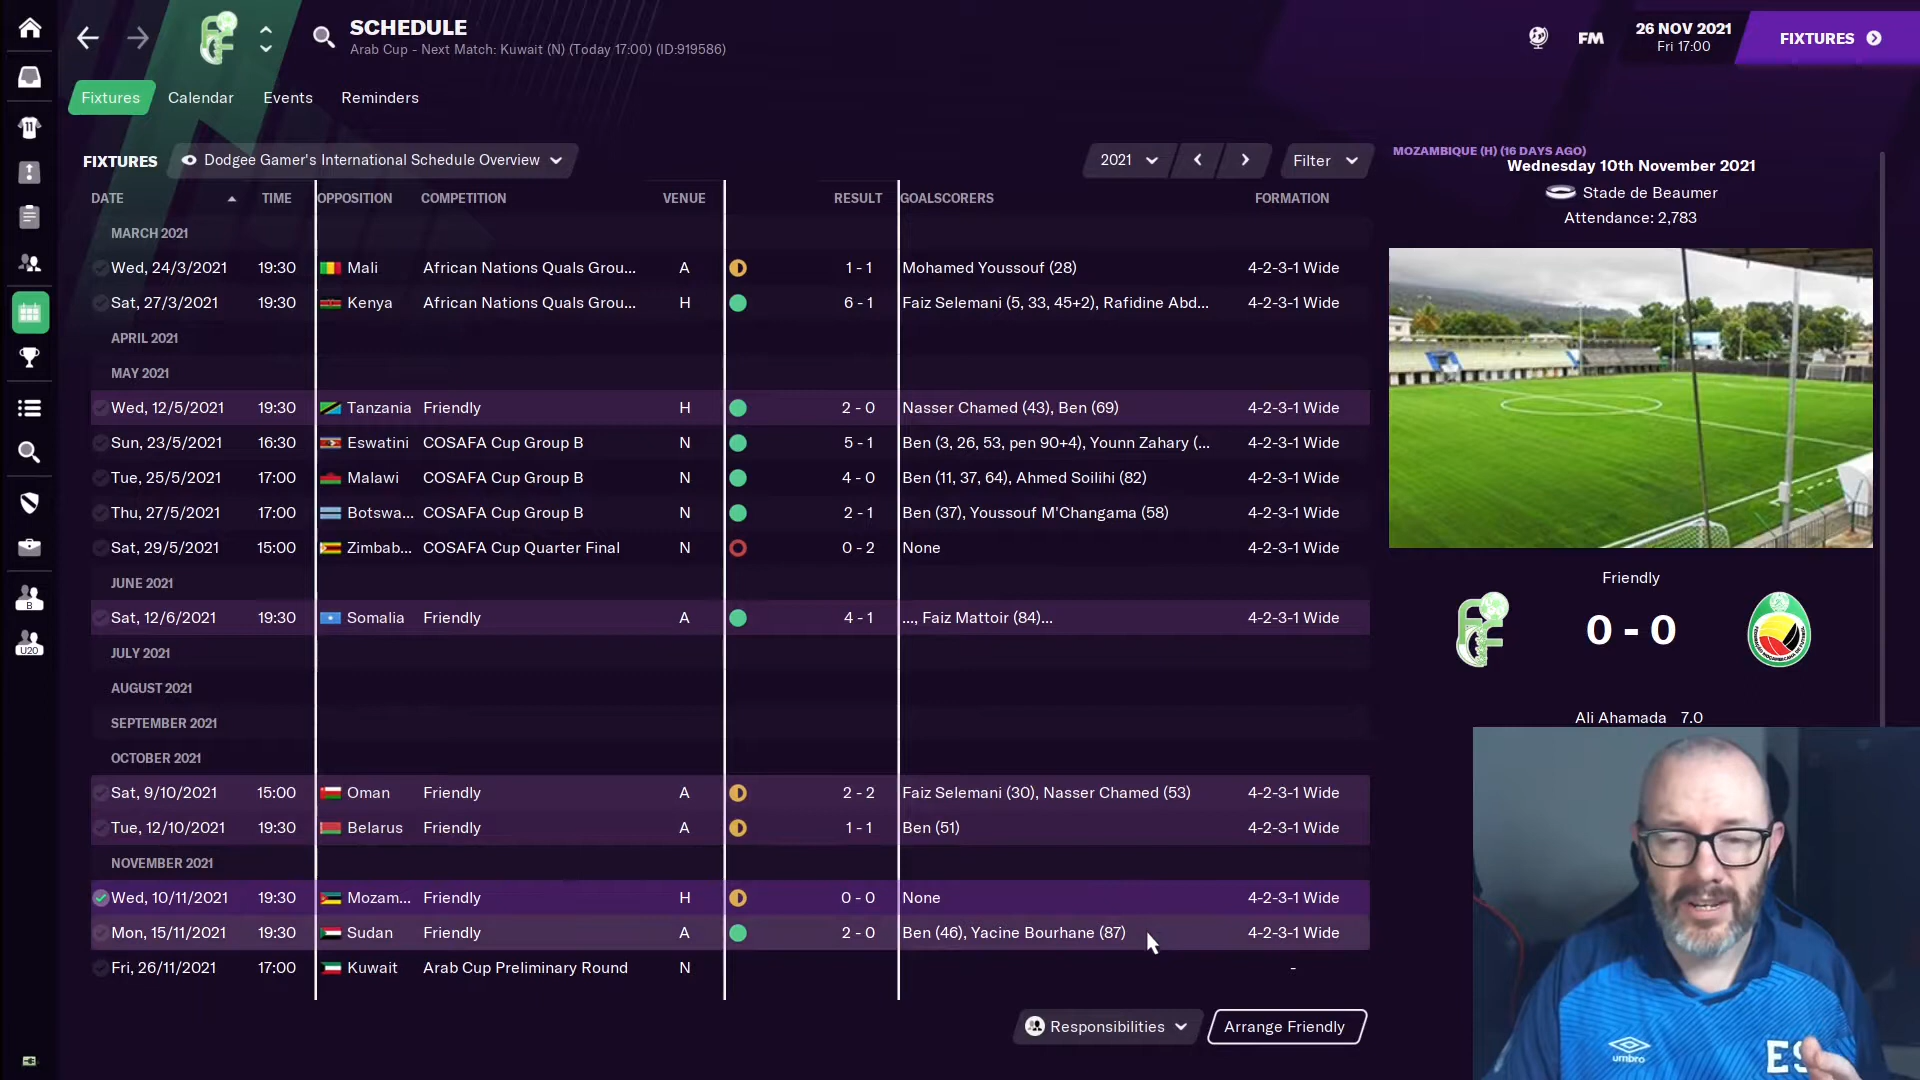 SCHEDULE
Arab Cup - Next Match: Kuwait (N) (Today 17:00) (ID:919586)
FM
26 NOV 2021
Fri 17:00
FIXTURES
Fixtures Calendar Events Reminders
FIXTURES Dodgee Gamer's International Schedule Overview 2021 Filter
DATE TIME OPPOSITION COMPETITION VENUE RESULT GOALSCORERS FORMATION
MARCH 2021
Wed, 24/3/2021 19:30 Mali African Nations Quals Grou... A 1 - 1 Mohamed Youssouf (28) 4-2-3-1 Wide
Sat, 27/3/2021 19:30 Kenya African Nations Quals Grou... H 6 - 1 Faiz Selemani (5, 33, 45+2), Rafidine Abd... 4-2-3-1 Wide
APRIL 2021
MAY 2021
Wed, 12/5/2021 19:30 Tanzania Friendly H 2 - 0 Nasser Chamed (43), Ben (69) 4-2-3-1 Wide
Sun, 23/5/2021 16:30 Eswatini COSAFA Cup Group B N 5 - 1 Ben (3, 26, 53, pen 90+4), Younn Zahary (... 4-2-3-1 Wide
Tue, 25/5/2021 17:00 Malawi COSAFA Cup Group B N 4 - 0 Ben (11, 37, 64), Ahmed Soilihi (82) 4-2-3-1 Wide
Thu, 27/5/2021 17:00 Botswa... COSAFA Cup Group B N 2 - 1 Ben (37), Youssouf M'Changama (58) 4-2-3-1 Wide
Sat, 29/5/2021 15:00 Zimbab... COSAFA Cup Quarter Final N 0 - 2 None 4-2-3-1 Wide
JUNE 2021
Sat, 12/6/2021 19:30 Somalia Friendly A 4 - 1 ..., Faiz Mattoir (84)... 4-2-3-1 Wide
JULY 2021
AUGUST 2021
SEPTEMBER 2021
OCTOBER 2021
Sat, 9/10/2021 15:00 Oman Friendly A 2 - 2 Faiz Selemani (30), Nasser Chamed (53) 4-2-3-1 Wide
Tue, 12/10/2021 19:30 Belarus Friendly A 1 - 1 Ben (51) 4-2-3-1 Wide
NOVEMBER 2021
Wed, 10/11/2021 19:30 Mozam... Friendly H 0 - 0 None 4-2-3-1 Wide
Mon, 15/11/2021 19:30 Sudan Friendly A 2 - 0 Ben (46), Yacine Bourhane (87) 4-2-3-1 Wide
Fri, 26/11/2021 17:00 Kuwait Arab Cup Preliminary Round N -
Responsibilities Arrange Friendly
MOZAMBIQUE (H) (16 DAYS AGO)
Wednesday 10th November 2021
Stade de Beaumer
Attendance: 2,783
Friendly
0 - 0
Ali Ahamada 7.0
11
B
U20
umbro
ES